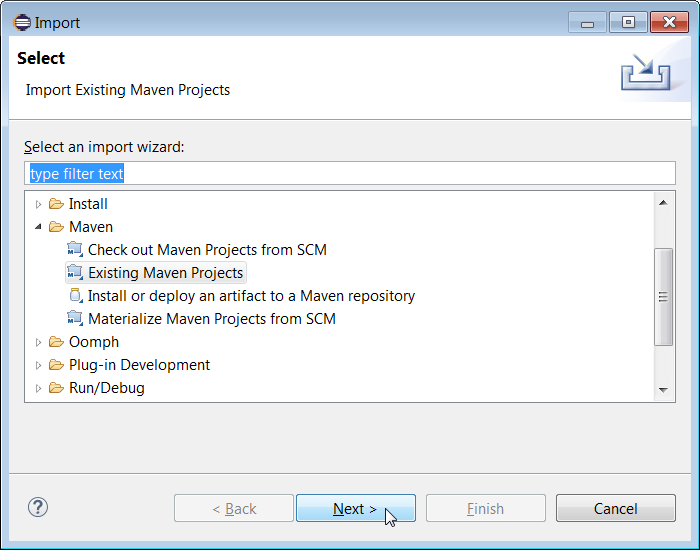 Import
Select
Import Existing Maven Projects
Select an import wizard:
type filter text
Install
Maven
Check out Maven Projects from SCM
Existing Maven Projects
Install or deploy an artifact to a Maven repository
Materialize Maven Projects from SCM
Oomph
Plug-in Development
Run/Debug
? < Back Next > Finish Cancel